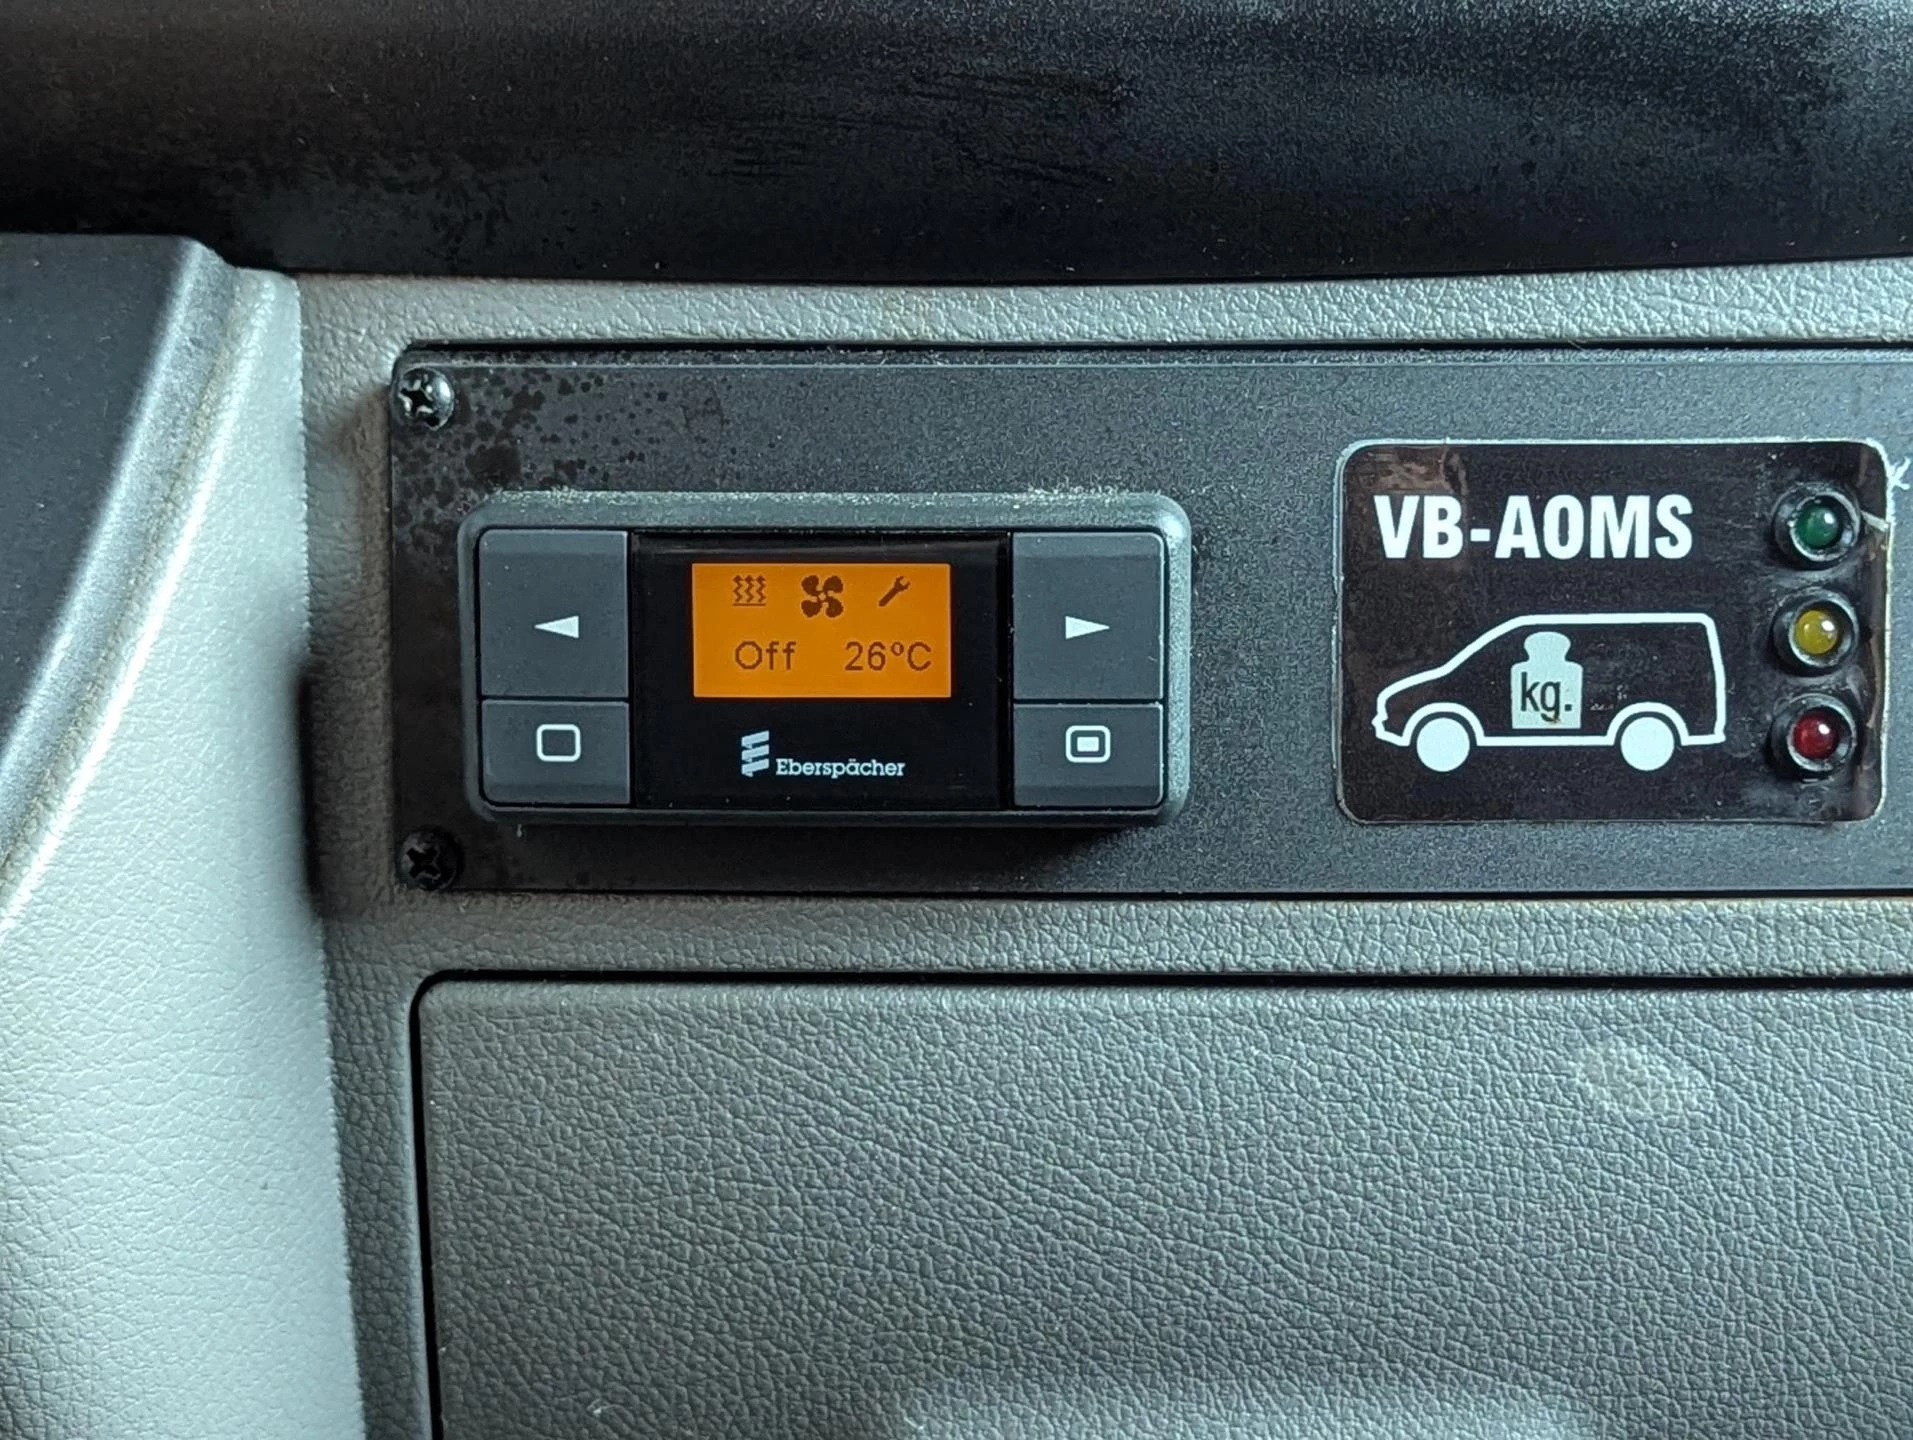 Off 26°C
Eberspächer
VB-AOMS
kg.